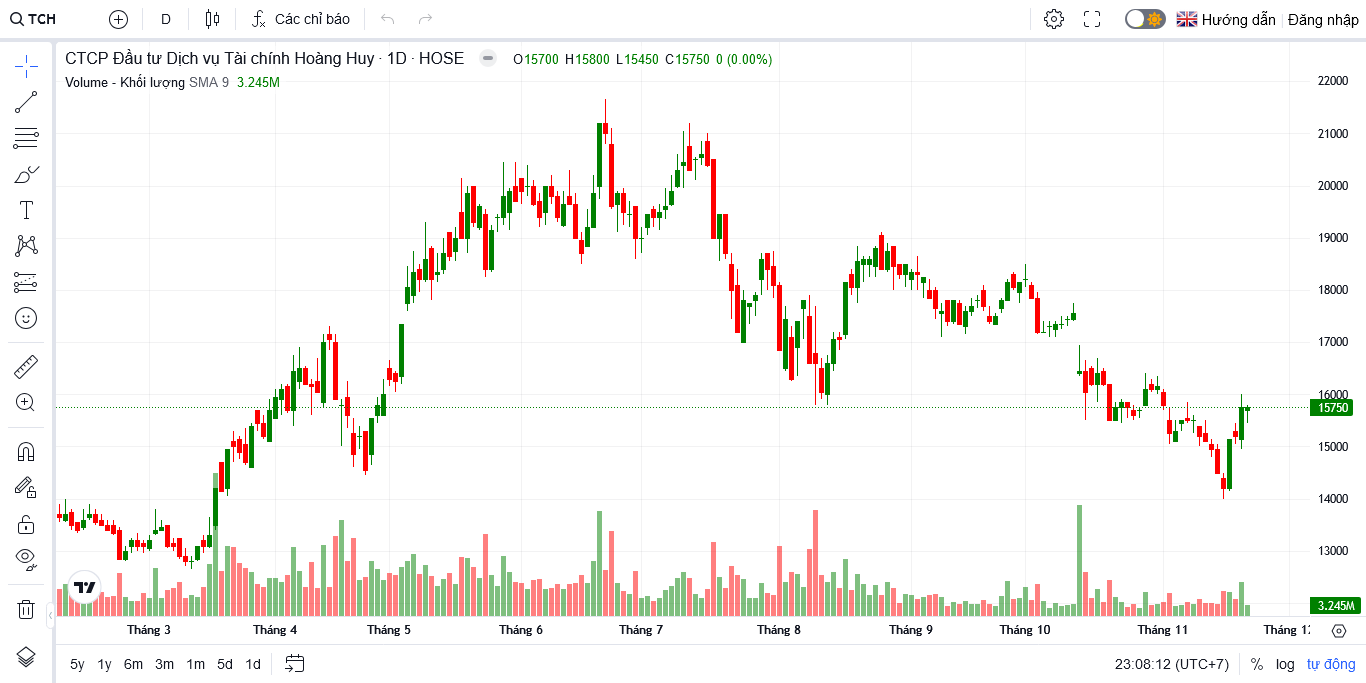 TCH D Các chỉ báo Hướng dẫn Đăng nhập
CTCP Đầu tư Dịch vụ Tài chính Hoàng Huy · 1D · HOSE O15700 H15800 L15450 C15750 0 (0.00%)
Volume - Khối lượng SMA 9 3.245M
22000
21000
20000
19000
18000
17000
16000
15750
15000
14000
13000
3.245M
Tháng 3 Tháng 4 Tháng 5 Tháng 6 Tháng 7 Tháng 8 Tháng 9 Tháng 10 Tháng 11 Tháng
5y 1y 6m 3m 1m 5d 1d 23:08:12 (UTC+7) % log tự động